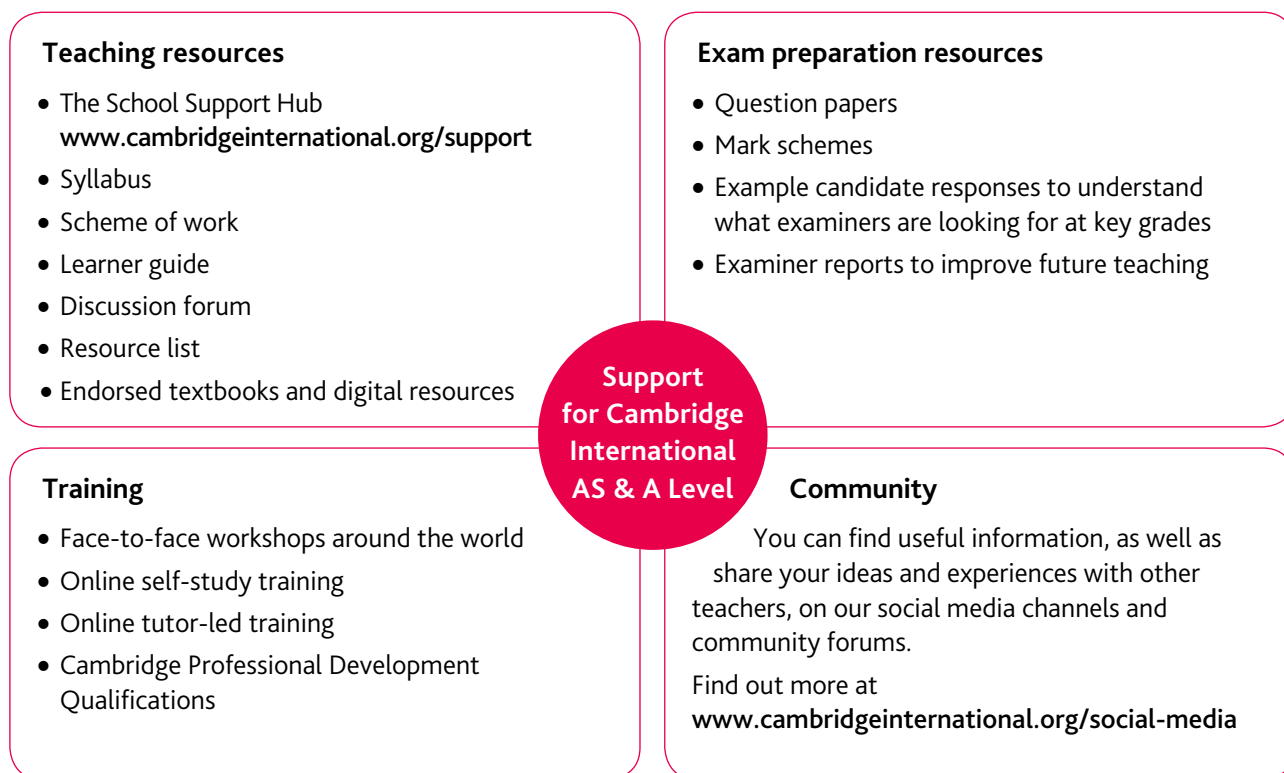 Teaching resources
• The School Support Hub
www.cambridgeinternational.org/support
• Syllabus
• Scheme of work
• Learner guide
• Discussion forum
• Resource list
• Endorsed textbooks and digital resources
Exam preparation resources
• Question papers
• Mark schemes
• Example candidate responses to understand
what examiners are looking for at key grades
• Examiner reports to improve future teaching
Support
for Cambridge
International
AS & A Level
Training
• Face-to-face workshops around the world
• Online self-study training
• Online tutor-led training
• Cambridge Professional Development
Qualifications
Community
You can find useful information, as well as
share your ideas and experiences with other
teachers, on our social media channels and
community forums.
Find out more at
www.cambridgeinternational.org/social-media